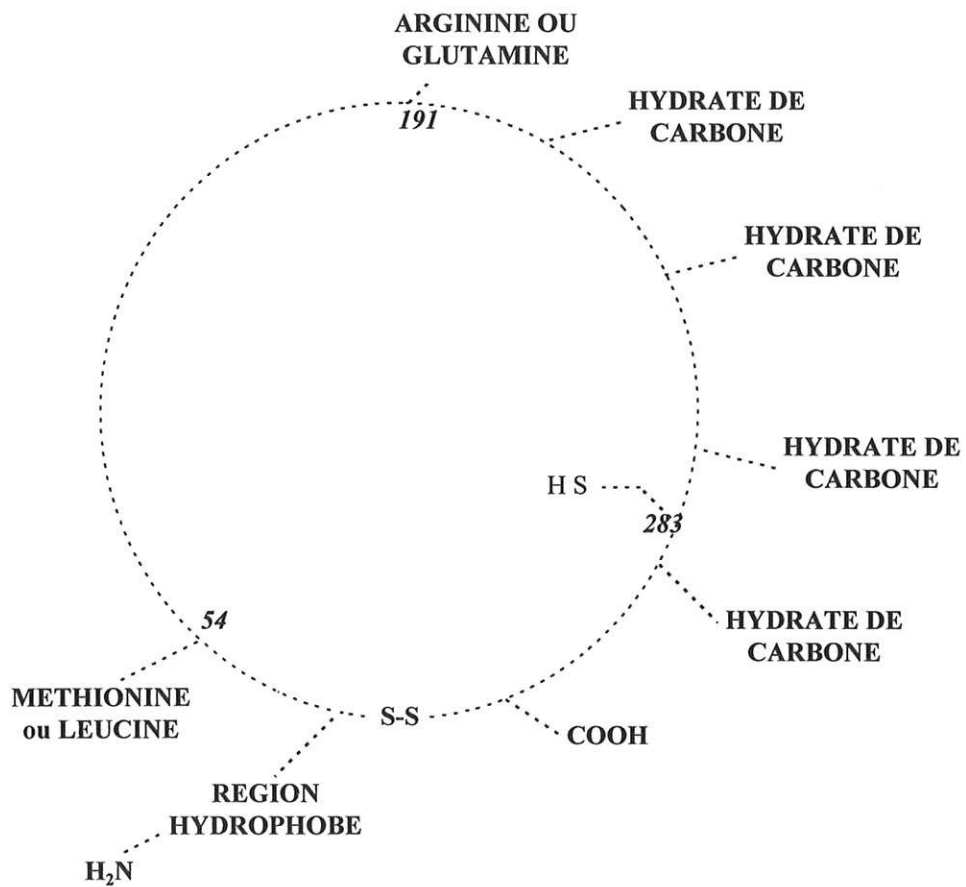 ARGININE OU
GLUTAMINE
191
HYDRATE DE
CARBONE
HYDRATE DE
CARBONE
HYDRATE DE
CARBONE
H S
283
HYDRATE DE
CARBONE
54
METHIONINE
ou LEUCINE
S-S
COOH
REGION
HYDROPHOBE
H₂N